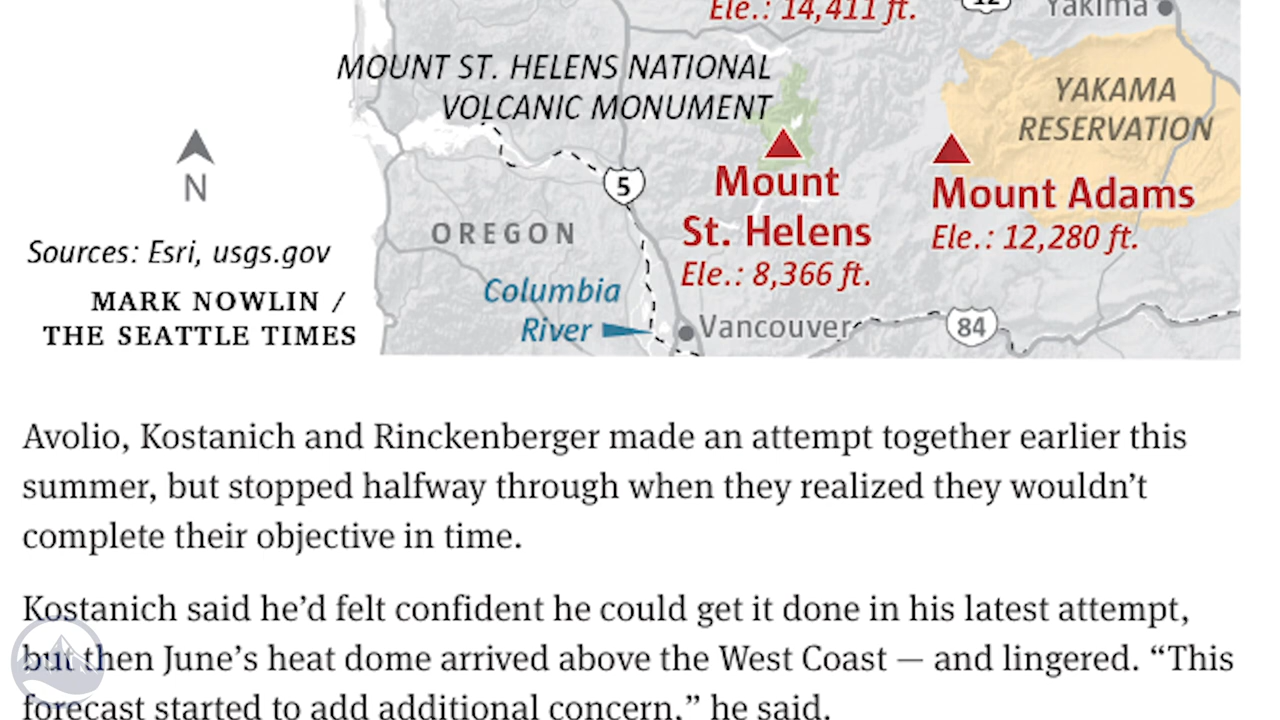 Ele.: 14,411 ft.
12
Yakima
MOUNT ST. HELENS NATIONAL
VOLCANIC MONUMENT
YAKAMA
RESERVATION
N
5
Mount
St. Helens
Ele.: 8,366 ft.
Mount Adams
Ele.: 12,280 ft.
OREGON
Sources: Esri, usgs.gov
MARK NOWLIN /
THE SEATTLE TIMES
Columbia
River
Vancouver
84
Avolio, Kostanich and Rinckenberger made an attempt together earlier this
summer, but stopped halfway through when they realized they wouldn’t
complete their objective in time.
Kostanich said he’d felt confident he could get it done in his latest attempt,
but then June’s heat dome arrived above the West Coast — and lingered. “This
forecast started to add additional concern,” he said.